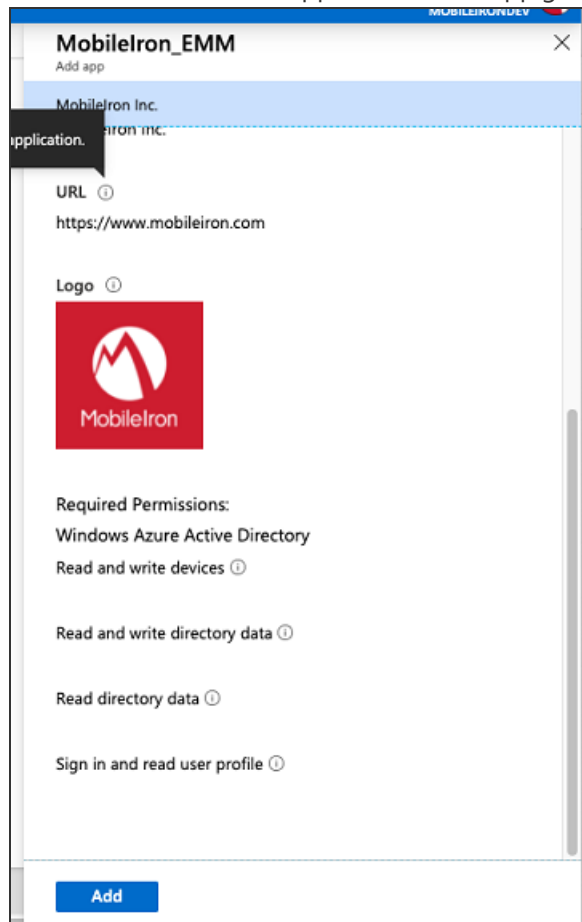 MOBILEIRONDEV
MobileIron_EMM
Add app
MobileIron Inc.
pplication.
URL
https://www.mobileiron.com
Logo
MobileIron
Required Permissions:
Windows Azure Active Directory
Read and write devices
Read and write directory data
Read directory data
Sign in and read user profile
Add